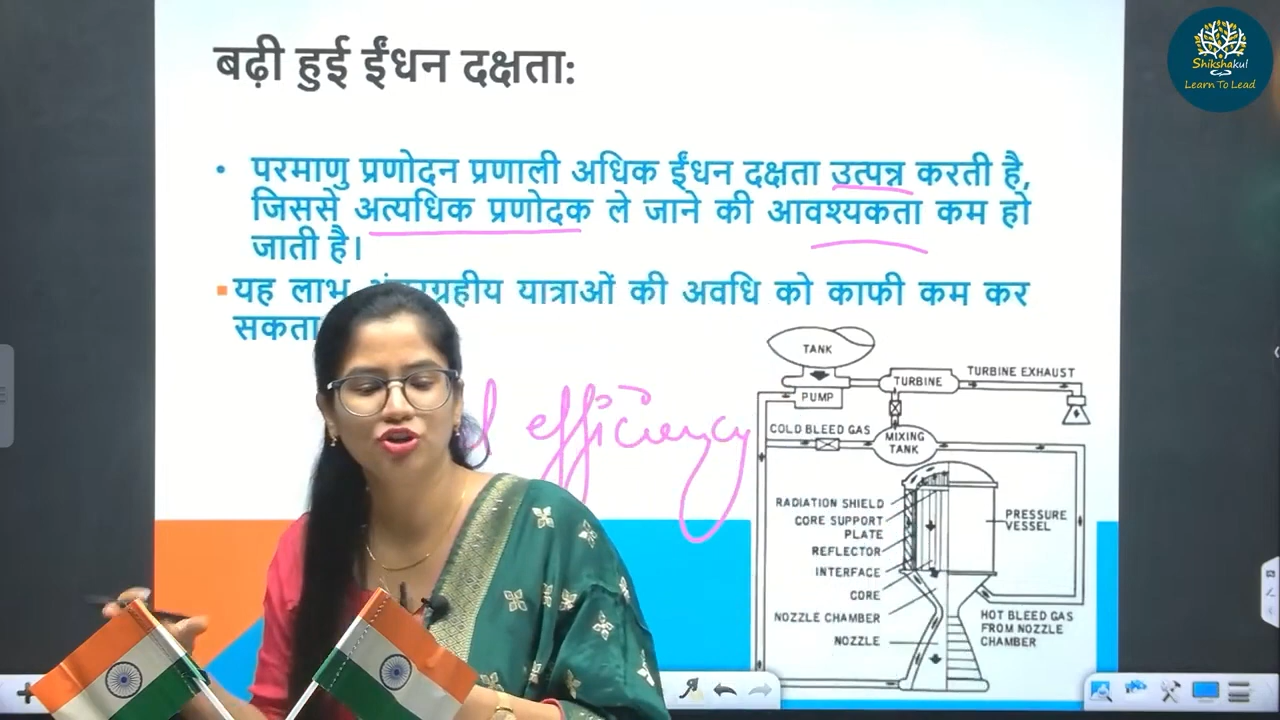 बढ़ी हुई ईंधन दक्षता:
Shikshakul
Learn To Lead
• परमाणु प्रणोदन प्रणाली अधिक ईंधन दक्षता उत्पन्न करती है,
जिससे अत्यधिक प्रणोदक ले जाने की आवश्यकता कम हो
जाती है।
यह लाभ अंतरग्रहीय यात्राओं की अवधि को काफी कम कर
सकता
efficiency
TANK
TURBINE
TURBINE EXHAUST
PUMP
COLD BLEED GAS
MIXING
TANK
RADIATION SHIELD
CORE SUPPORT
PLATE
REFLECTOR
INTERFACE
CORE
NOZZLE CHAMBER
NOZZLE
PRESSURE
VESSEL
HOT BLEED GAS
FROM NOZZLE
CHAMBER